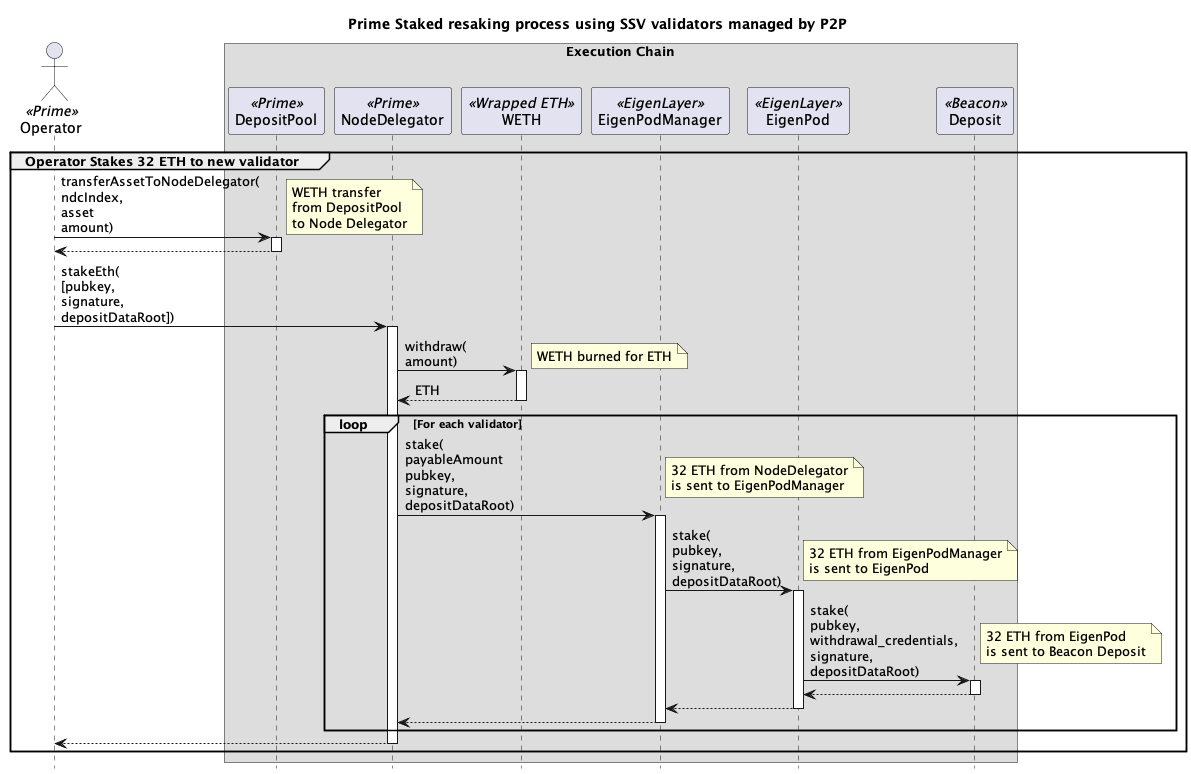 Prime Staked resaking process using SSV validators managed by P2P
Execution Chain
«Prime»
Operator
«Prime»
DepositPool
«Prime»
NodeDelegator
«Wrapped ETH»
WETH
«EigenLayer»
EigenPodManager
«EigenLayer»
EigenPod
«Beacon»
Deposit
Operator Stakes 32 ETH to new validator
transferAssetToNodeDelegator(
ndcIndex,
asset
amount)
WETH transfer
from DepositPool
to Node Delegator
stakeEth(
[pubkey,
signature,
depositDataRoot])
withdraw(
amount)
WETH burned for ETH
ETH
loop
[For each validator]
stake(
payableAmount
pubkey,
signature,
depositDataRoot)
32 ETH from NodeDelegator
is sent to EigenPodManager
stake(
pubkey,
signature,
depositDataRoot)
32 ETH from EigenPodManager
is sent to EigenPod
stake(
pubkey,
withdrawal_credentials,
signature,
depositDataRoot)
32 ETH from EigenPod
is sent to Beacon Deposit